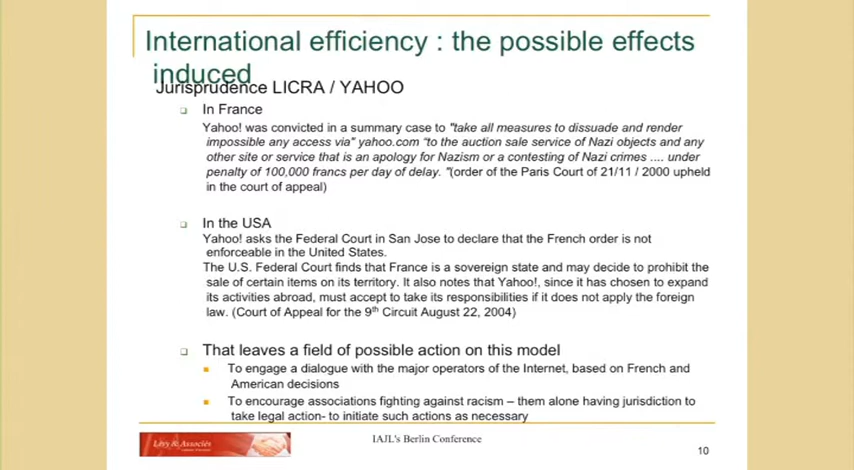 International efficiency : the possible effects
induced
Jurisprudence LICRA / YAHOO
In France
Yahoo! was convicted in a summary case to "take all measures to dissuade and render
impossible any access via" yahoo.com "to the auction sale service of Nazi objects and any
other site or service that is an apology for Nazism or a contesting of Nazi crimes .... under
penalty of 100,000 francs per day of delay. "(order of the Paris Court of 21/11 / 2000 upheld
in the court of appeal)
In the USA
Yahoo! asks the Federal Court in San Jose to declare that the French order is not
enforceable in the United States.
The U.S. Federal Court finds that France is a sovereign state and may decide to prohibit the
sale of certain items on its territory. It also notes that Yahoo!, since it has chosen to expand
its activities abroad, must accept to take its responsibilities if it does not apply the foreign
law. (Court of Appeal for the 9th Circuit August 22, 2004)
That leaves a field of possible action on this model
To engage a dialogue with the major operators of the Internet, based on French and
American decisions
To encourage associations fighting against racism – them alone having jurisdiction to
take legal action- to initiate such actions as necessary
Lévy & Associés
IAJL's Berlin Conference
10